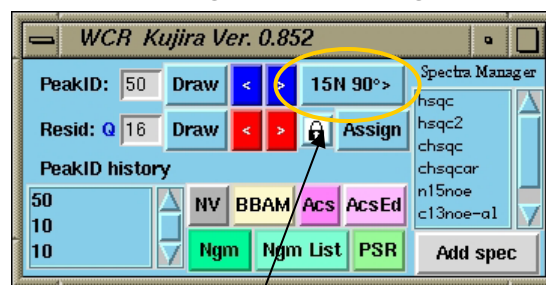 WCR Kujira Ver. 0.852
PeakID: 50 Draw < > 15N 90°>
Resid: Q 16 Draw < > Assign
PeakID history
50
10
10
NV BBAM Acs AcsEd
Ngm Ngm List PSR
Spectra Manager
hsqc
hsqc2
chsqc
chsqcar
n15noe
c13noe-al
Add spec